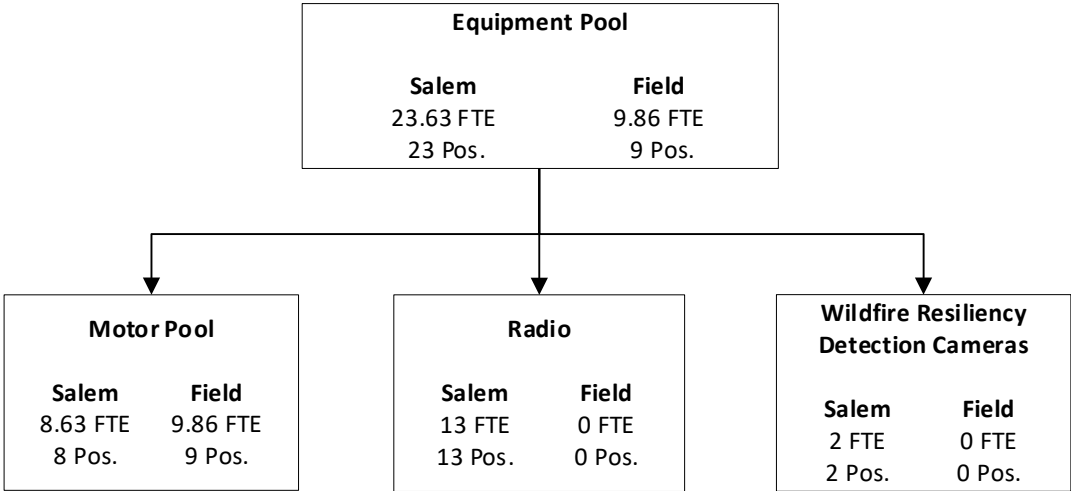 Equipment Pool
Salem Field
23.63 FTE 9.86 FTE
23 Pos. 9 Pos.
Motor Pool
Salem Field
8.63 FTE 9.86 FTE
8 Pos. 9 Pos.
Radio
Salem Field
13 FTE 0 FTE
13 Pos. 0 Pos.
Wildfire Resiliency
Detection Cameras
Salem Field
2 FTE 0 FTE
2 Pos. 0 Pos.